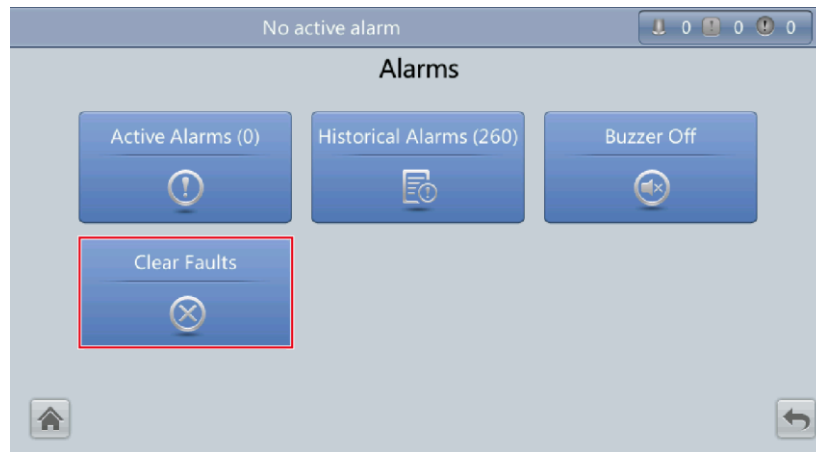 No active alarm
0 0 0
Alarms
Active Alarms (0)
Historical Alarms (260)
Buzzer Off
Clear Faults